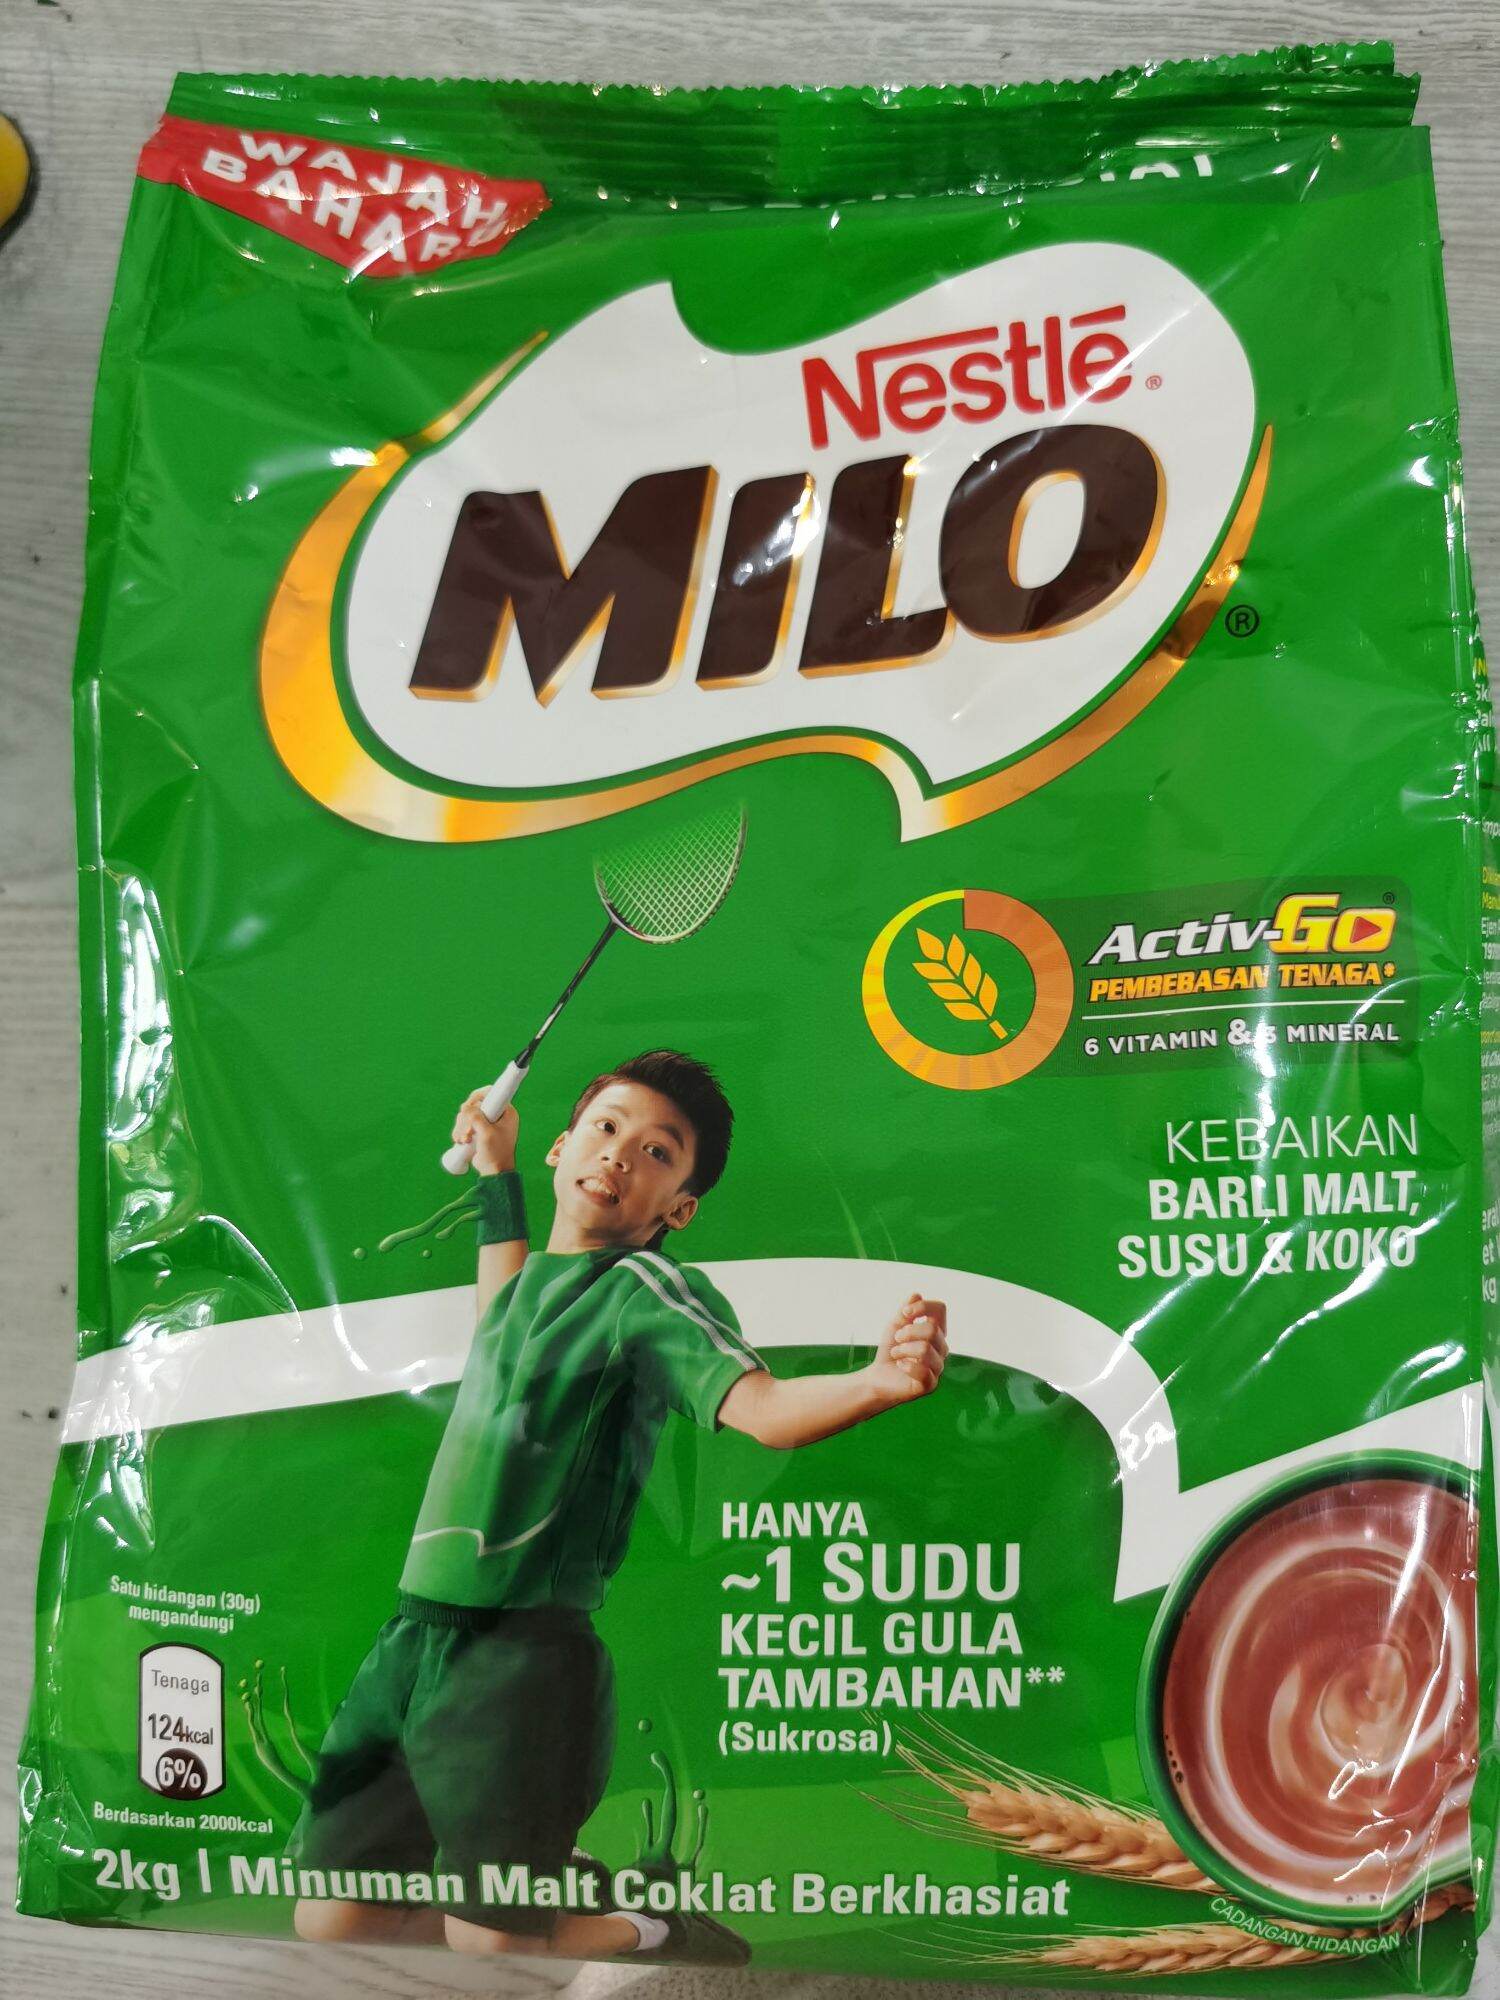 WAJAH
BAHARU
Nestlé®
MILO®
Activ-Go®
PEMBEBASAN TENAGA*
6 VITAMIN & 3 MINERAL
KEBAIKAN
BARLI MALT,
SUSU & KOKO
HANYA
~1 SUDU
KECIL GULA
TAMBAHAN**
(Sukrosa)
Satu hidangan (30g)
mengandungi
Tenaga
124kcal
6%
Berdasarkan 2000kcal
2kg | Minuman Malt Coklat Berkhasiat
CADANGAN HIDANGAN